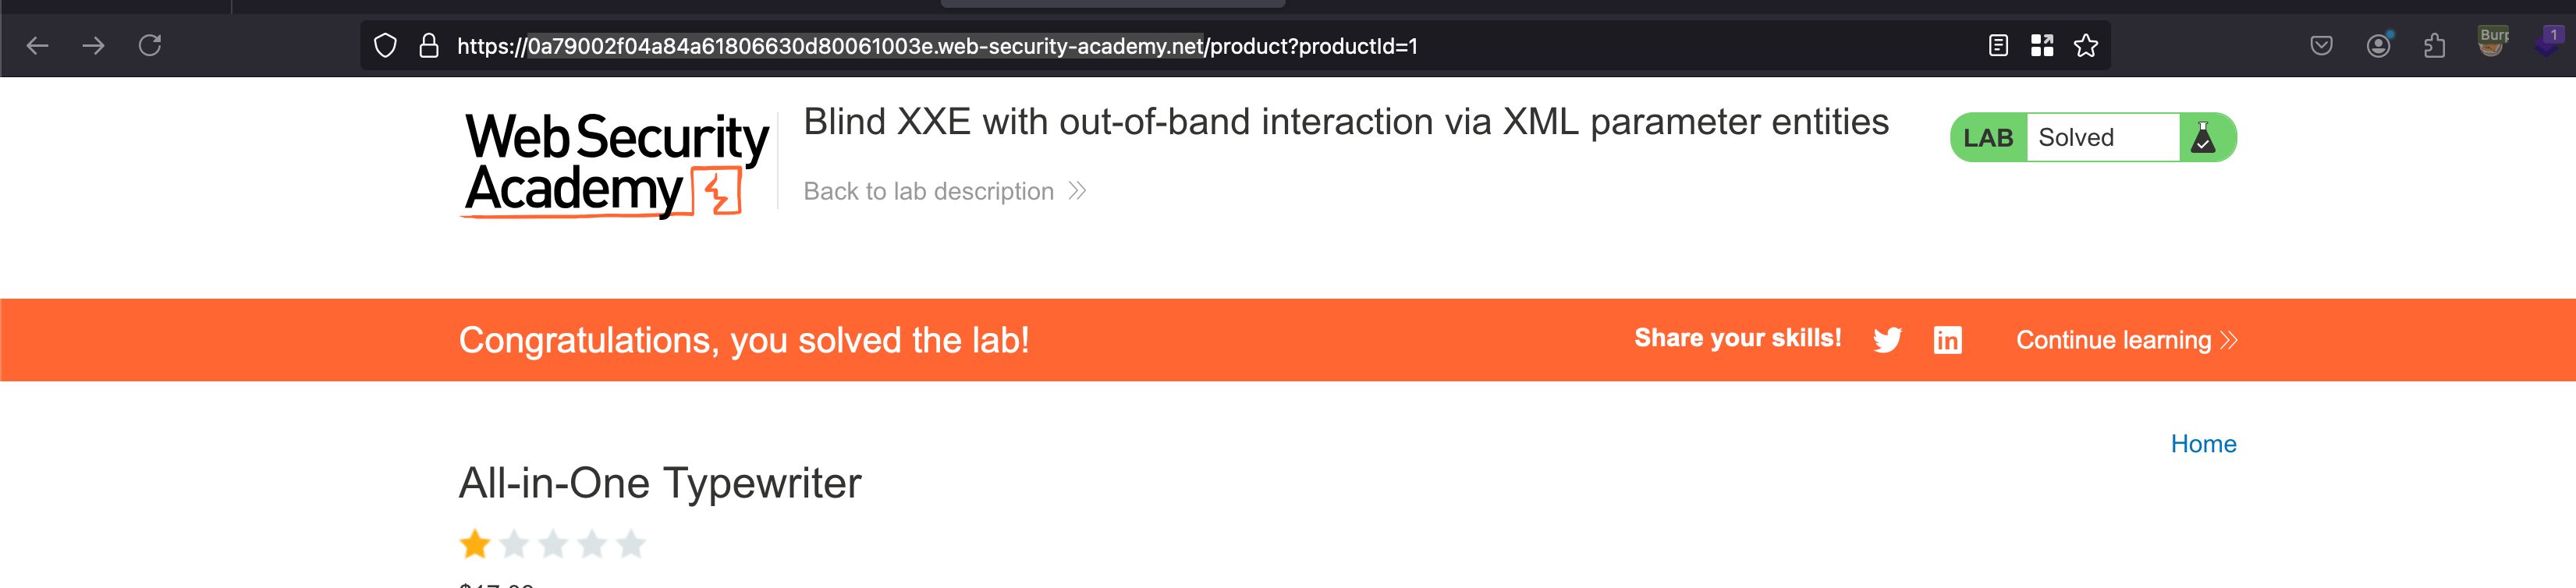 https://0a79002f04a84a61806630d80061003e.web-security-academy.net/product?productId=1
Burp
1
Web Security
Academy
Blind XXE with out-of-band interaction via XML parameter entities
Back to lab description
LAB Solved
Congratulations, you solved the lab!
Share your skills!
Continue learning
Home
All-in-One Typewriter